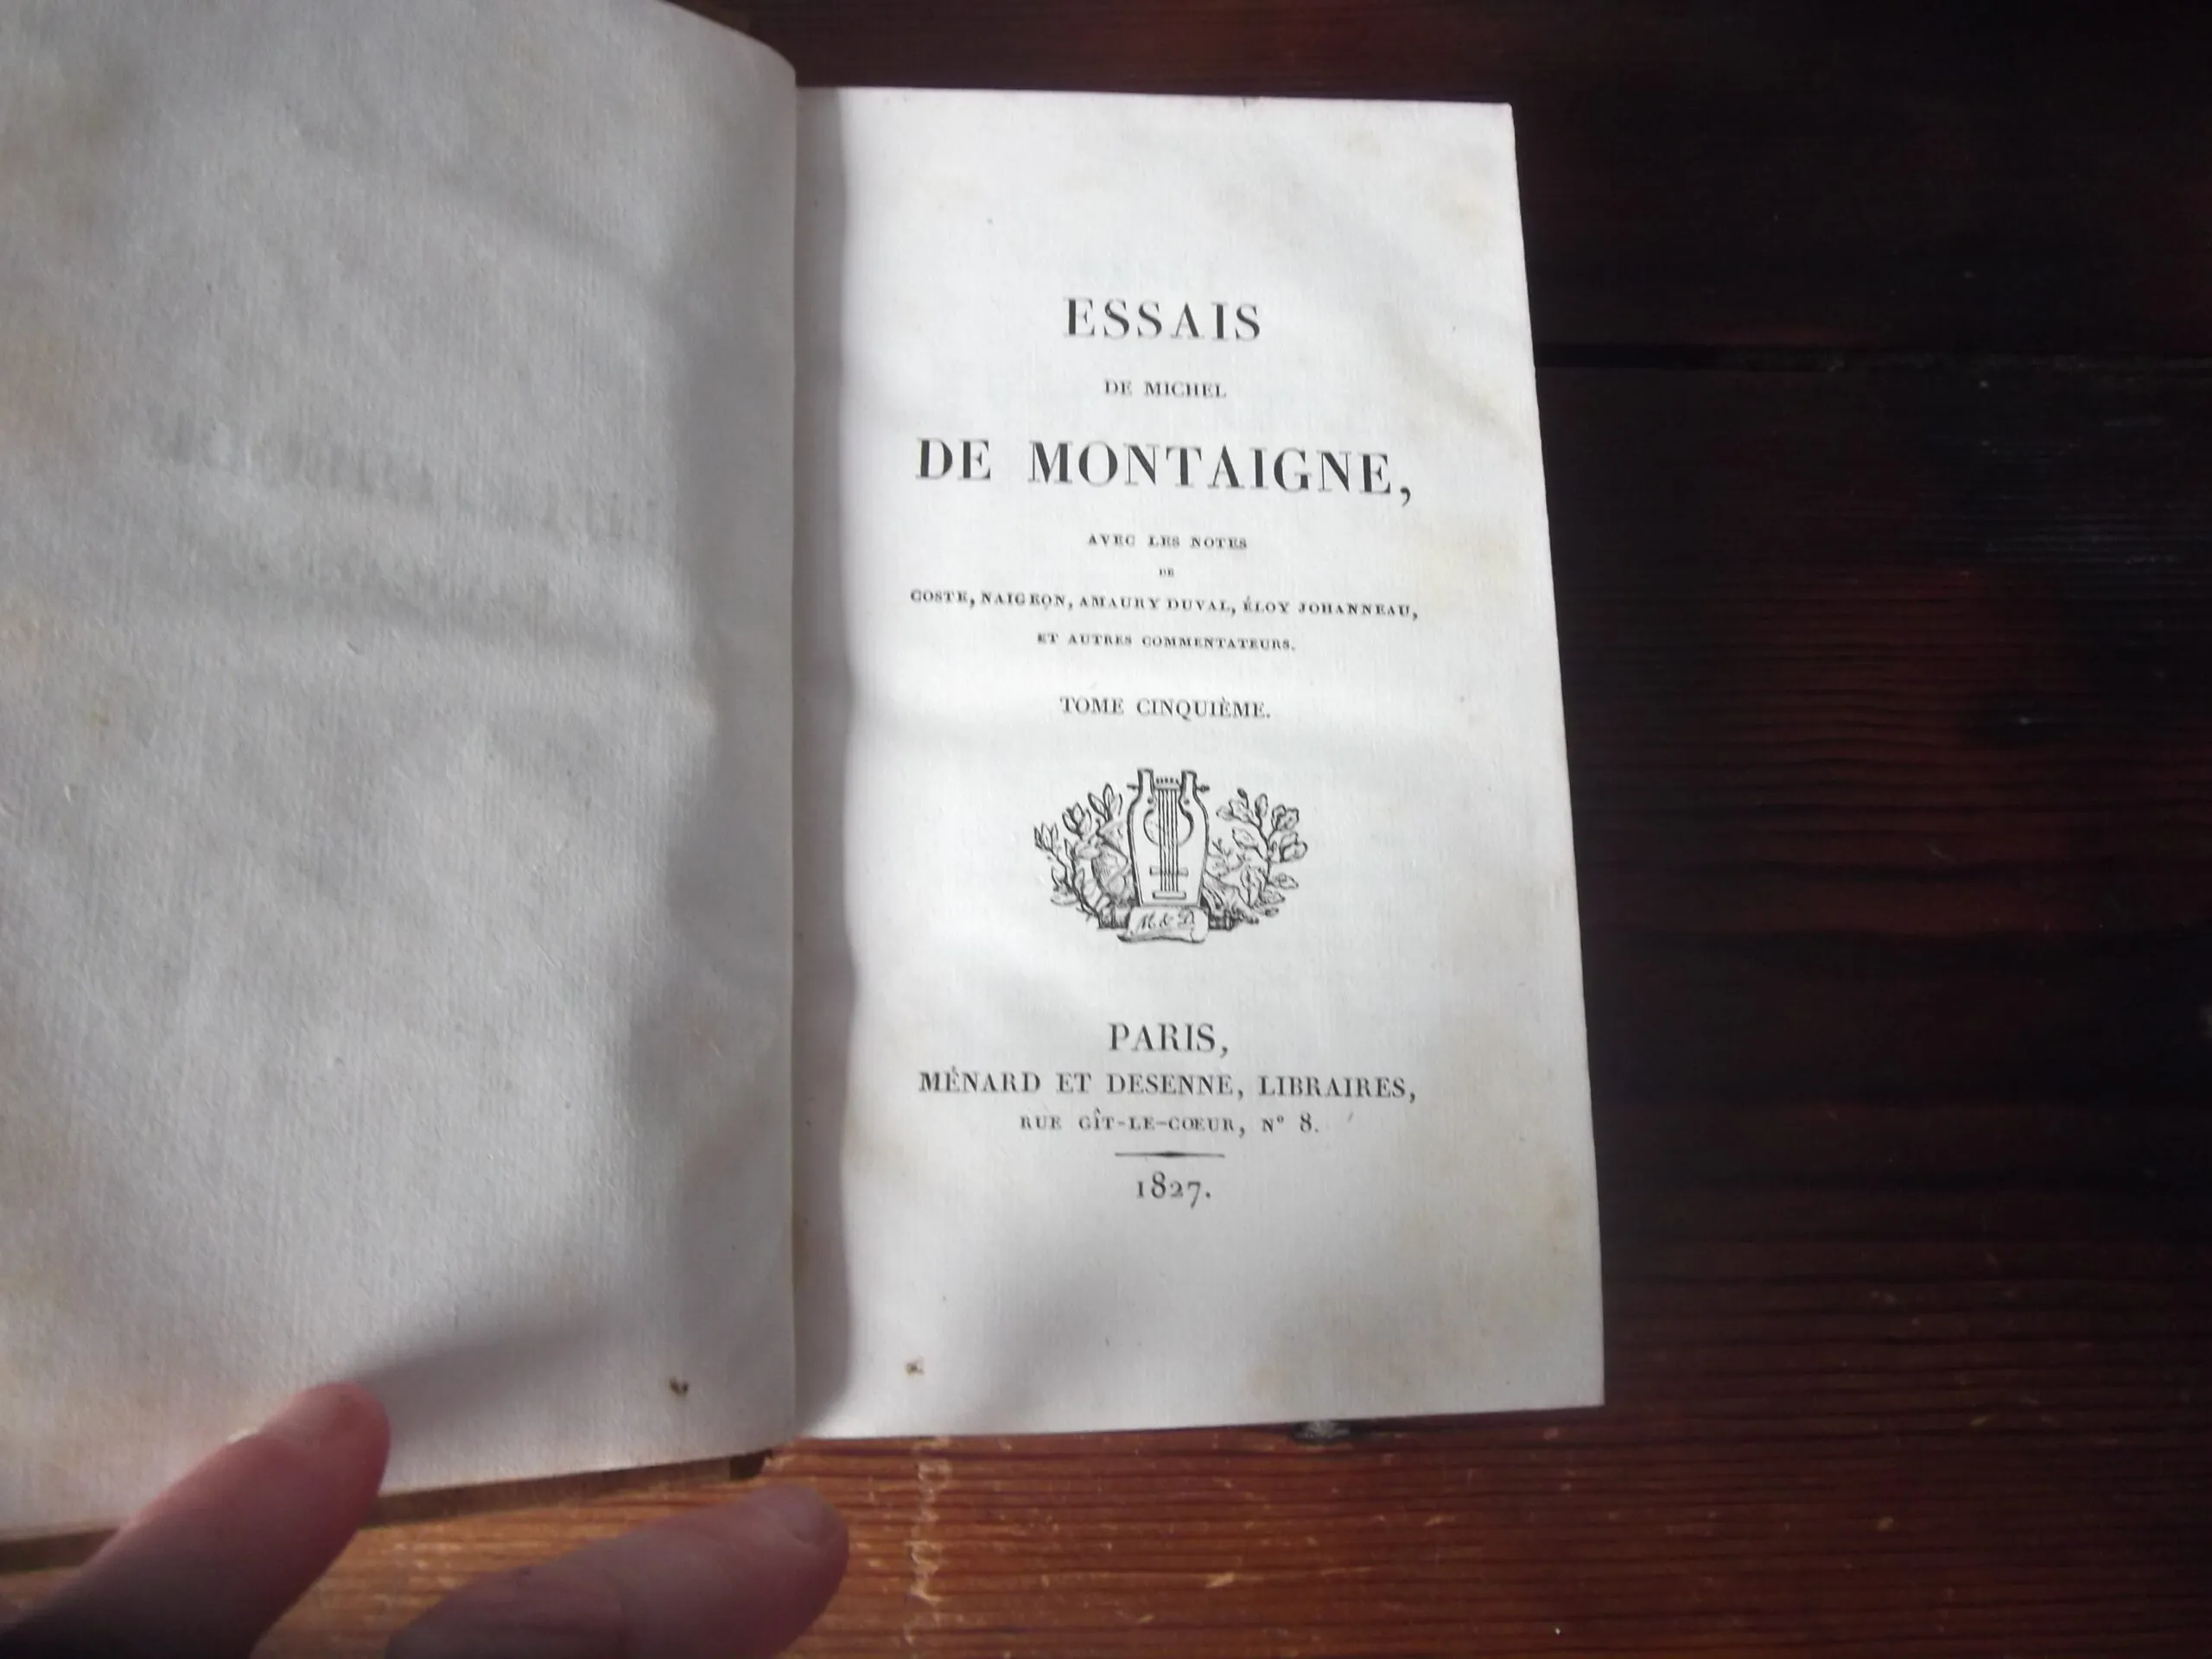 ESSAIS
DE MICHEL
DE MONTAIGNE,
AVEC LES NOTES
DE
COSTE, NAIGEON, AMAURY DUVAL, ÉLOY JOHANNEAU,
ET AUTRES COMMENTATEURS.
TOME CINQUIÈME.
M & D.
PARIS,
MÉNARD ET DESENNE, LIBRAIRES,
RUE GÎT-LE-CŒUR, N° 8.
1827.